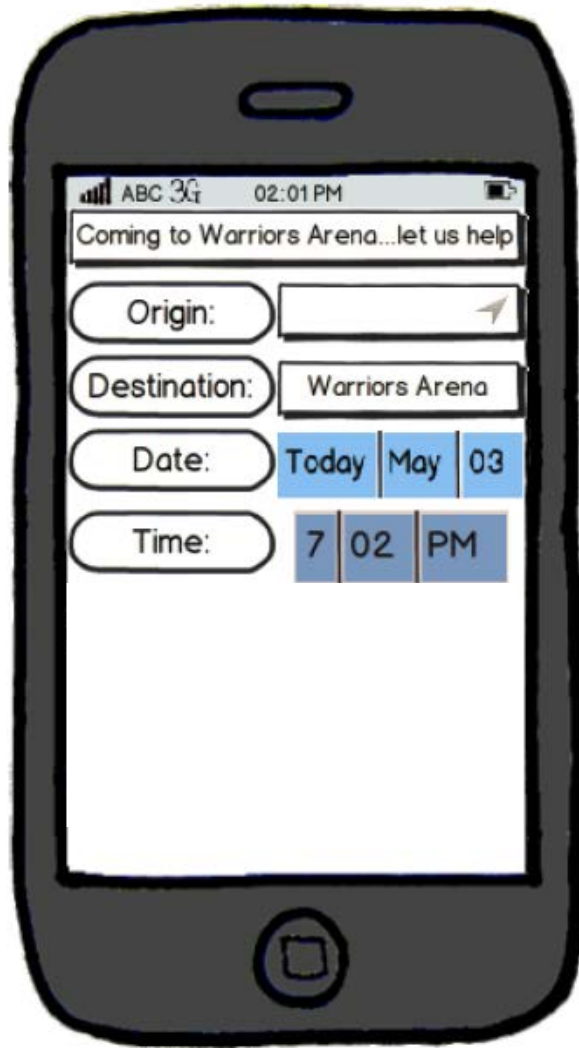 ABC 3G 02:01 PM
Coming to Warriors Arena...let us help
Origin:
Destination: Warriors Arena
Date: Today May 03
Time: 7 02 PM